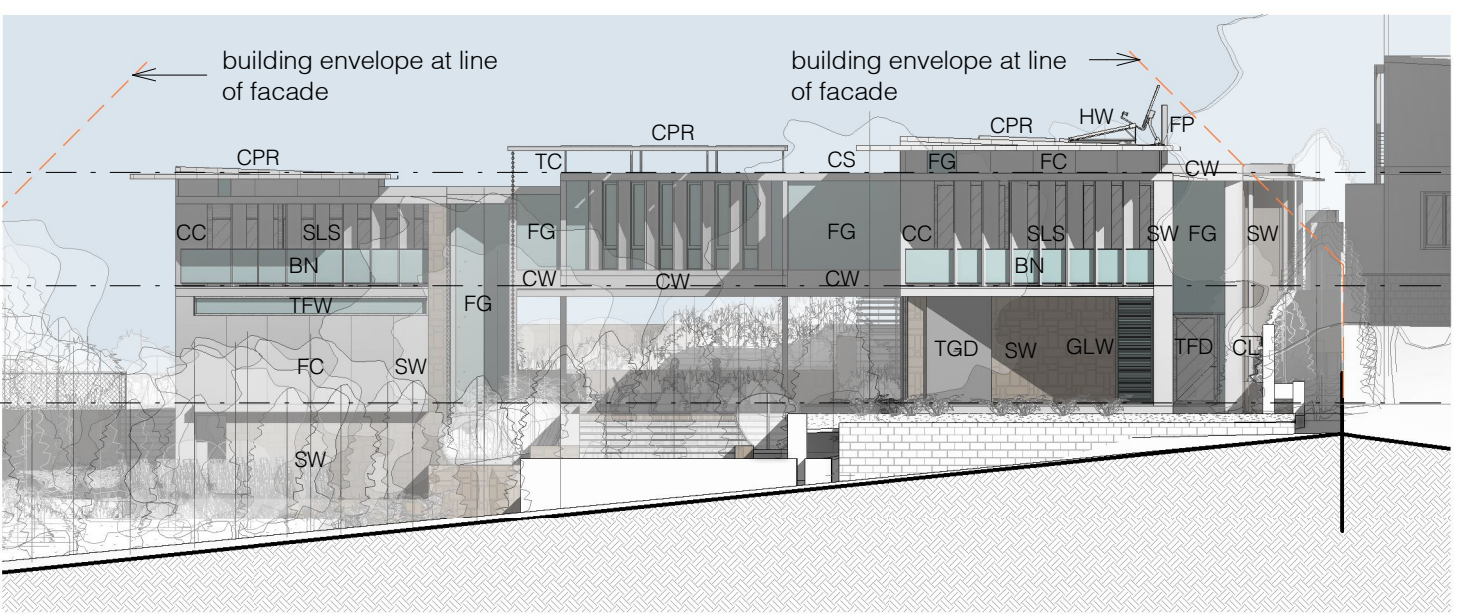 building envelope at line
of facade
building envelope at line
of facade
HW
FP
CPR
CPR
CPR
TC
CS
FG
FC
CW
CC
SLS
FG
FG
CC
SLS
SW
FG
SW
BN
BN
CW
CW
CW
TFW
FG
FC
SW
TGD
SW
GLW
TFD
CL
SW